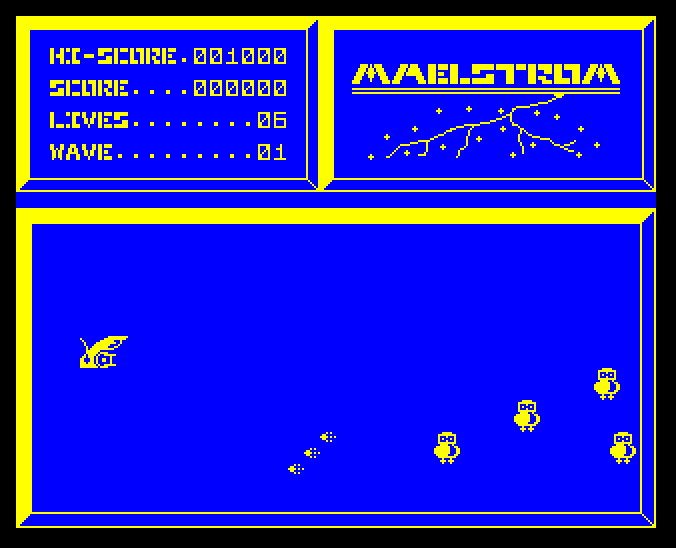 HI-SCORE.001000
SCORE....000000
LIVES........06
WAVE.........01
MAELSTROM